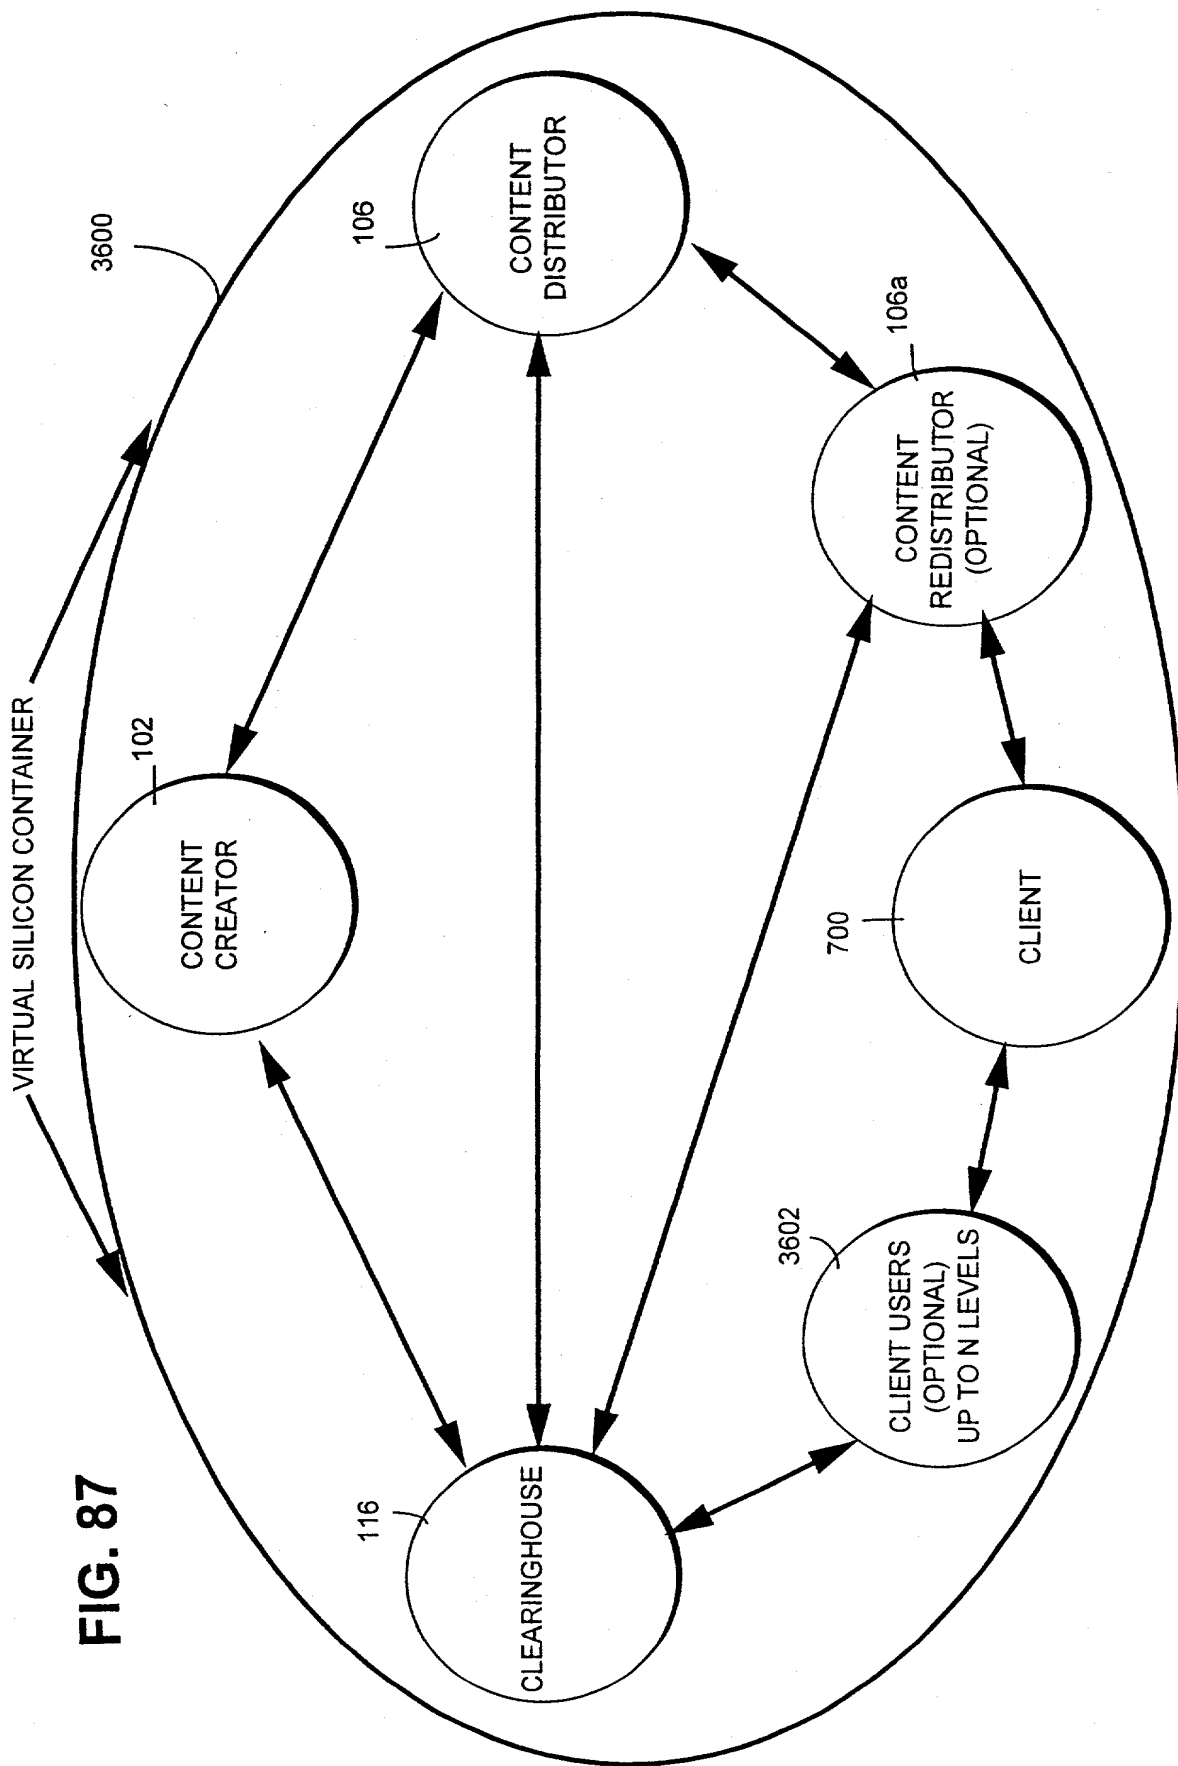 FIG. 87
VIRTUAL SILICON CONTAINER
3600
102
CONTENT
CREATOR
106
CONTENT
DISTRIBUTOR
116
CLEARINGHOUSE
106a
CONTENT
REDISTRIBUTOR
(OPTIONAL)
3602
CLIENT USERS
(OPTIONAL)
UP TO N LEVELS
700
CLIENT